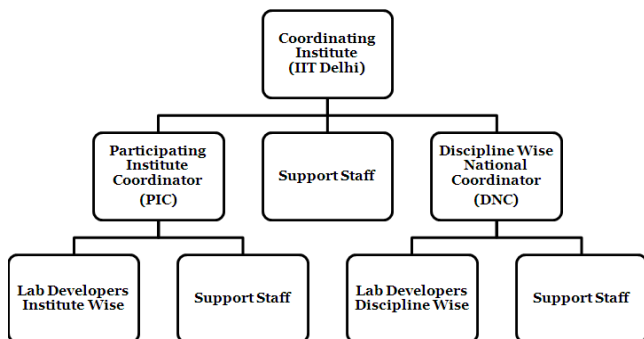 Coordinating
Institute
(IIT Delhi)
Participating
Institute
Coordinator
(PIC)
Support Staff
Discipline Wise
National
Coordinator
(DNC)
Lab Developers
Institute Wise
Support Staff
Lab Developers
Discipline Wise
Support Staff